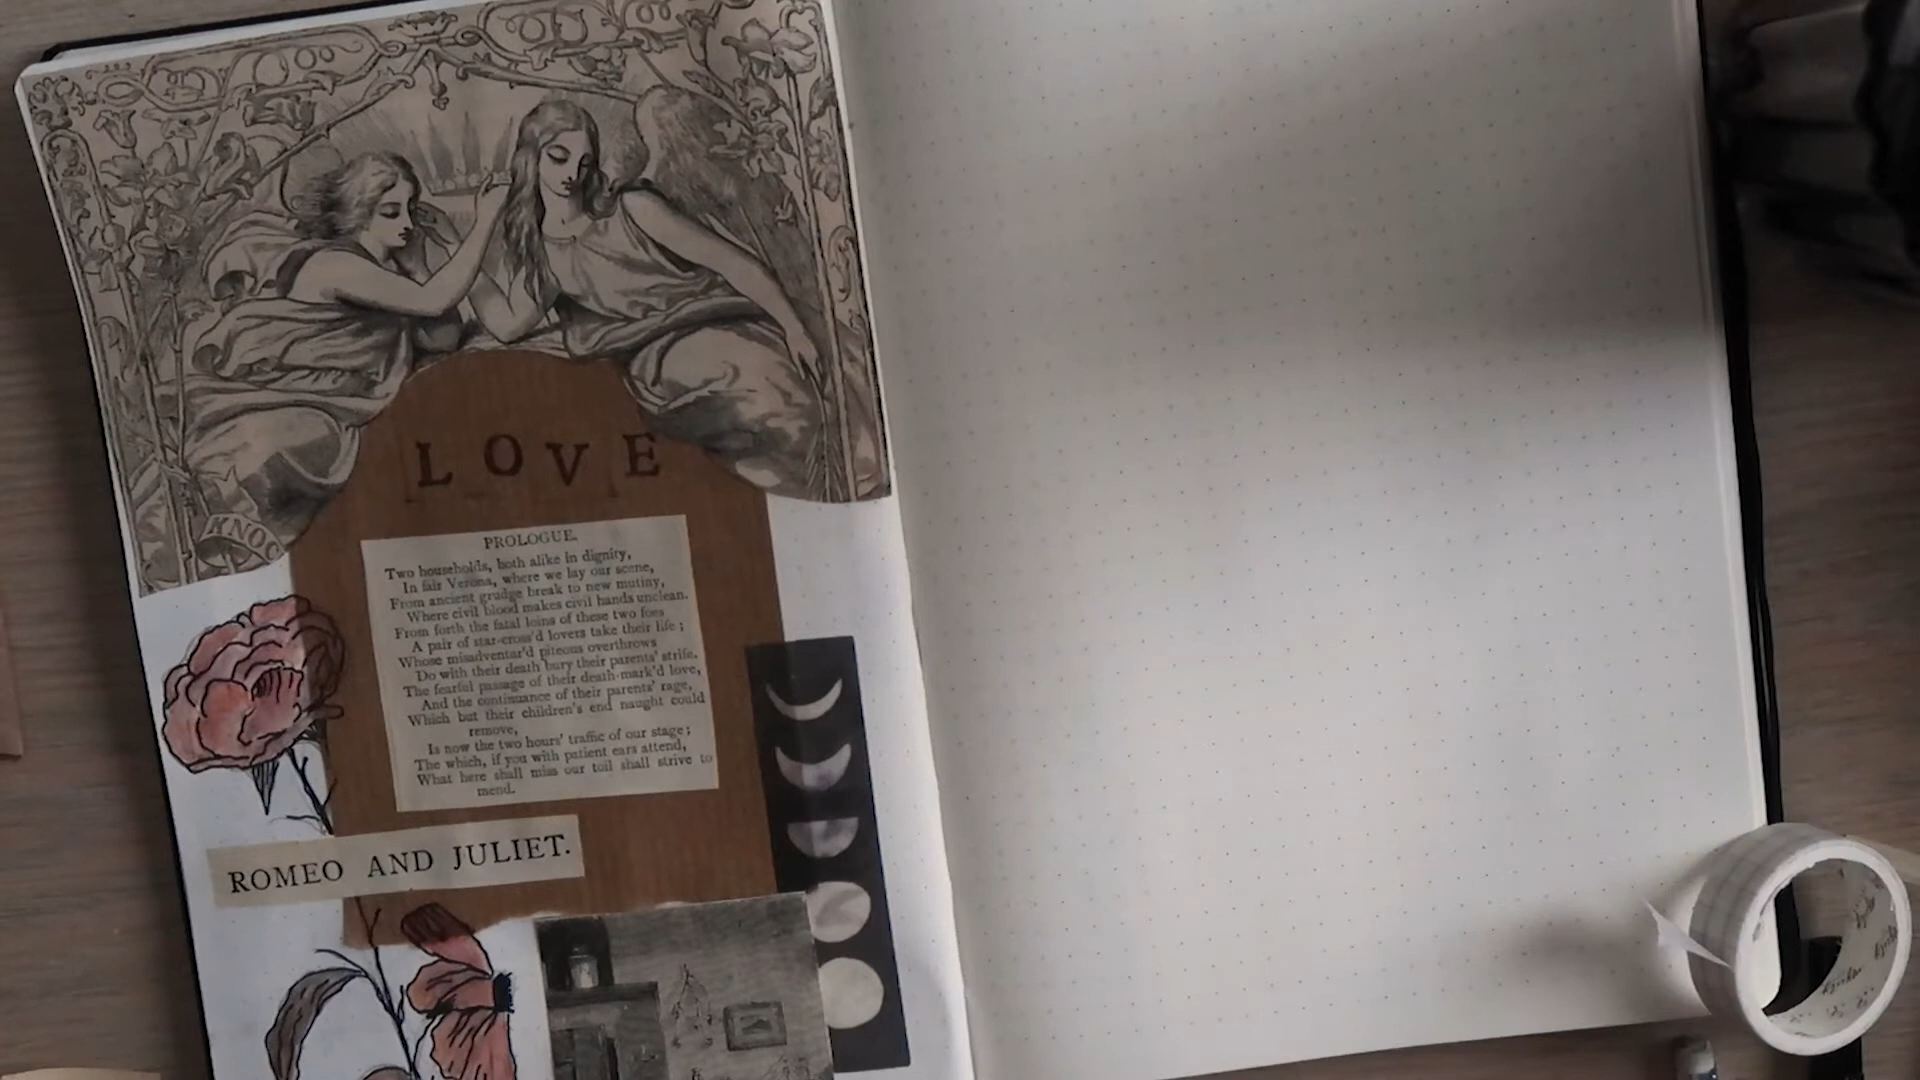 KNOC
LOVE
PROLOGUE.
Two households, both alike in dignity,
In fair Verona, where we lay our scene,
From ancient grudge break to new mutiny,
Where civil blood makes civil hands unclean.
From forth the fatal loins of these two foes
A pair of star-cross'd lovers take their life;
Whose misadventur'd piteous overthrows
Do with their death bury their parents' strife.
The fearful passage of their death-mark'd love,
And the continuance of their parents' rage,
Which but their children's end naught could
remove,
Is now the two hours' traffic of our stage;
The which, if you with patient ears attend,
What here shall miss our toil shall strive to
mend.
ROMEO AND JULIET.